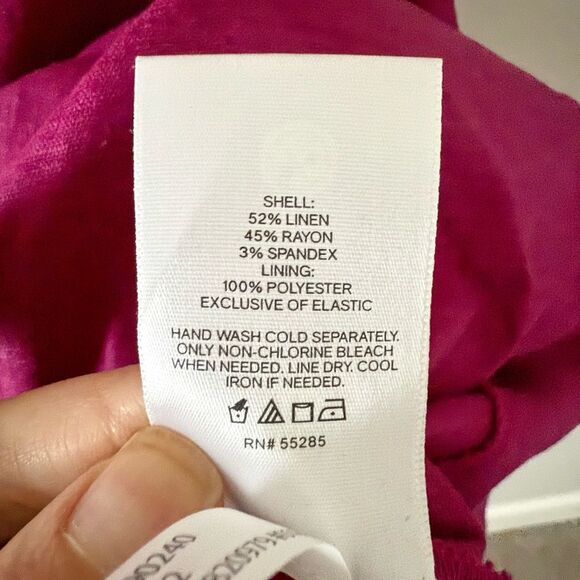 SHELL:
52% LINEN
45% RAYON
3% SPANDEX
LINING:
100% POLYESTER
EXCLUSIVE OF ELASTIC
HAND WASH COLD SEPARATELY.
ONLY NON-CHLORINE BLEACH
WHEN NEEDED. LINE DRY. COOL
IRON IF NEEDED.
RN# 55285